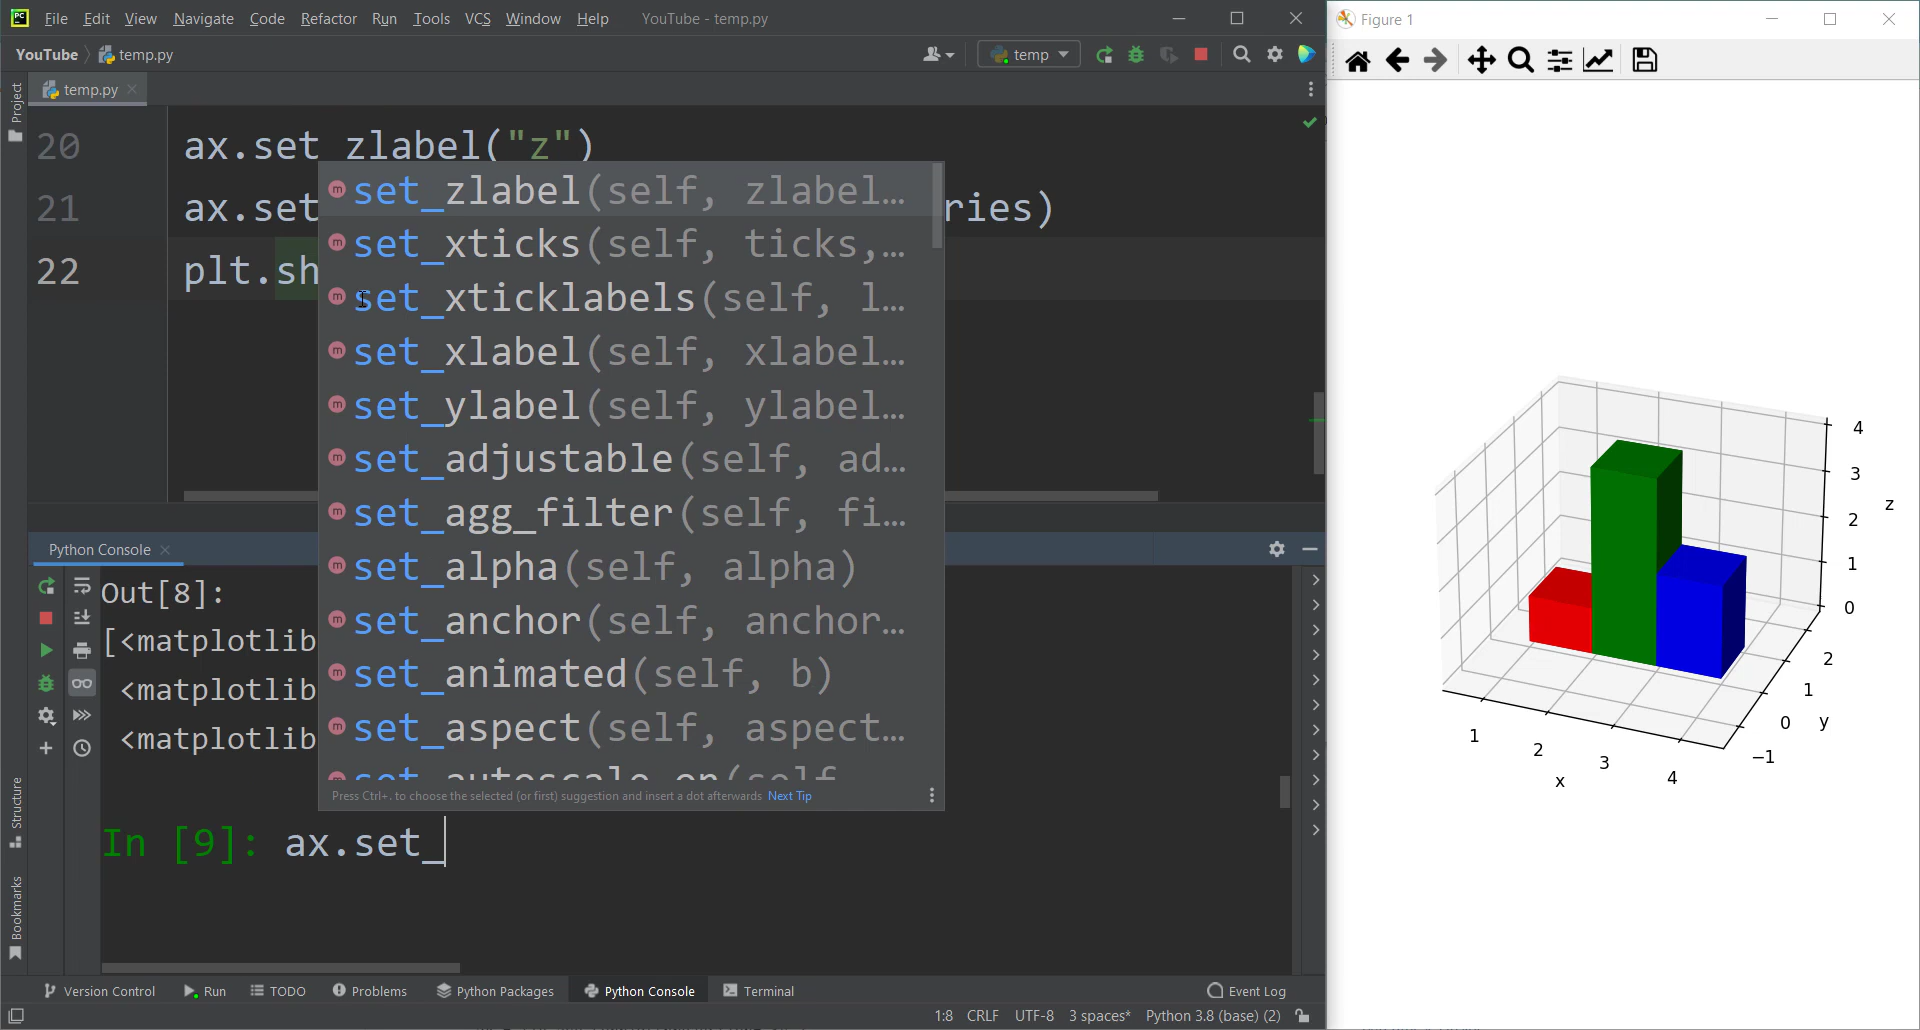 File Edit View Navigate Code Refactor Run Tools VCS Window Help YouTube - temp.py
YouTube temp.py temp
Project
temp.py
20 ax.set_zlabel("z")
21 ax.set ries)
22 plt.sh
set_zlabel(self, zlabel…
set_xticks(self, ticks,…
set_xticklabels(self, l…
set_xlabel(self, xlabel…
set_ylabel(self, ylabel…
set_adjustable(self, ad…
set_agg_filter(self, fi…
set_alpha(self, alpha)
set_anchor(self, anchor…
set_animated(self, b)
set_aspect(self, aspect…
set_autoscale_on(self
Press Ctrl+. to choose the selected (or first) suggestion and insert a dot afterwards Next Tip
Python Console
Out[8]:
[<matplotlib
<matplotlib
<matplotlib
In [9]: ax.set_
Structure
Bookmarks
Version Control Run TODO Problems Python Packages Python Console Terminal Event Log
1:8 CRLF UTF-8 3 spaces* Python 3.8 (base) (2)
Figure 1
4
3
2
1
0
z
2
1
0
−1
y
1
2
3
4
x